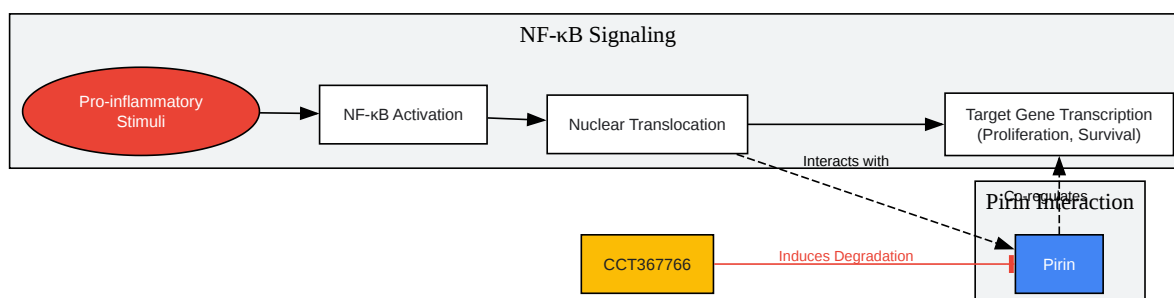 NF-κB Signaling
Pro-inflammatory
Stimuli
NF-κB Activation
Nuclear Translocation
Target Gene Transcription
(Proliferation, Survival)
Interacts with
Co-regulates
Pirin Interaction
CCT367766
Induces Degradation
Pirin